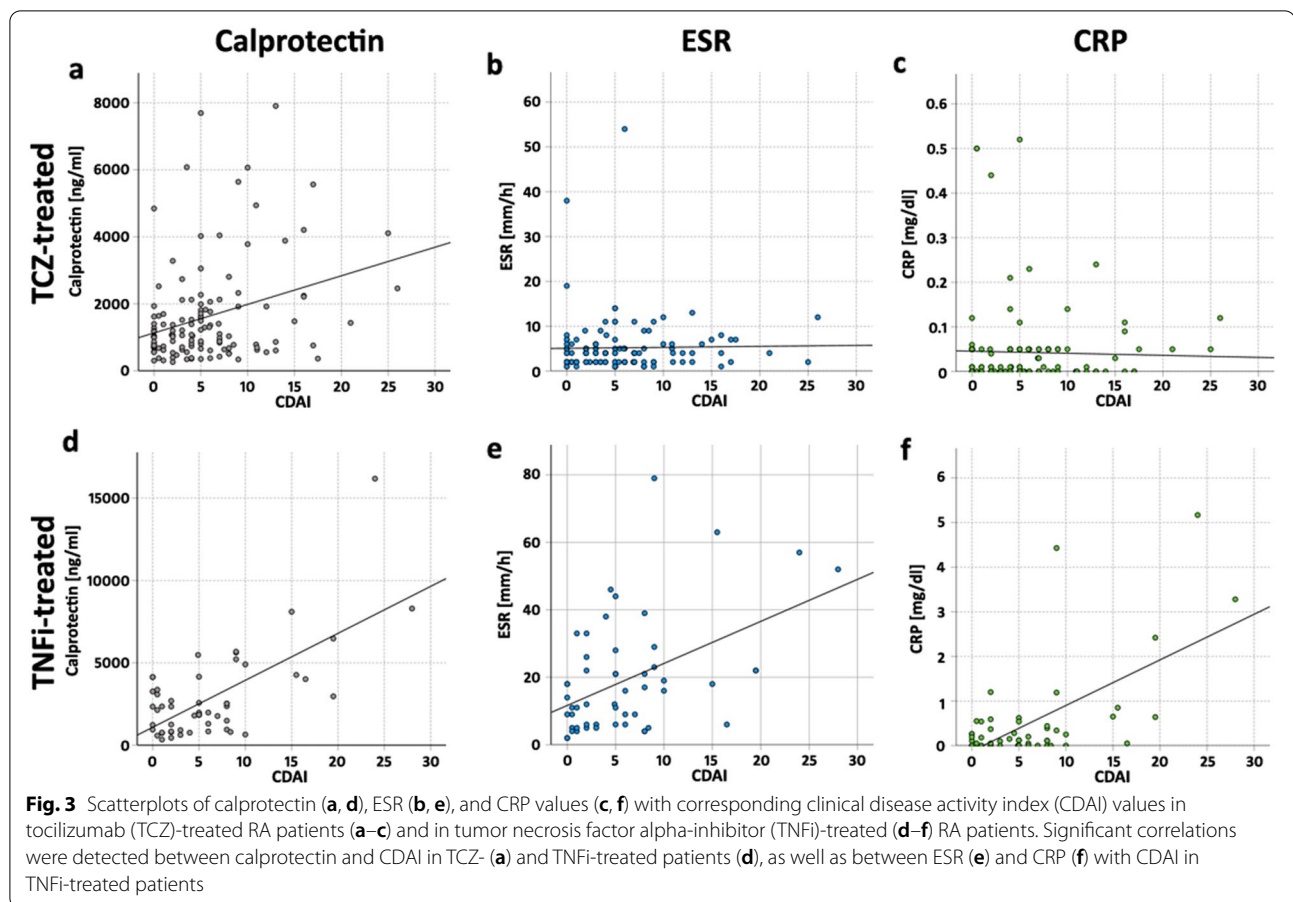 Calprotectin
ESR
CRP
TCZ-treated
a
Calprotectin [ng/ml]
8000
6000
4000
2000
0
0 5 10 15 20 25 30
CDAI
b
ESR [mm/h]
60
50
40
30
20
10
0
0 5 10 15 20 25 30
CDAI
c
CRP [mg/dl]
0.6
0.5
0.4
0.3
0.2
0.1
0
0 5 10 15 20 25 30
CDAI
TNFi-treated
d
Calprotectin [ng/ml]
15000
10000
5000
0
0 5 10 15 20 25 30
CDAI
e
ESR [mm/h]
80
60
40
20
0
0 5 10 15 20 25 30
CDAI
f
CRP [mg/dl]
6
5
4
3
2
1
0
0 5 10 15 20 25 30
CDAI
Fig. 3 Scatterplots of calprotectin (a, d), ESR (b, e), and CRP values (c, f) with corresponding clinical disease activity index (CDAI) values in
tocilizumab (TCZ)-treated RA patients (a–c) and in tumor necrosis factor alpha-inhibitor (TNFi)-treated (d–f) RA patients. Significant correlations
were detected between calprotectin and CDAI in TCZ- (a) and TNFi-treated patients (d), as well as between ESR (e) and CRP (f) with CDAI in
TNFi-treated patients